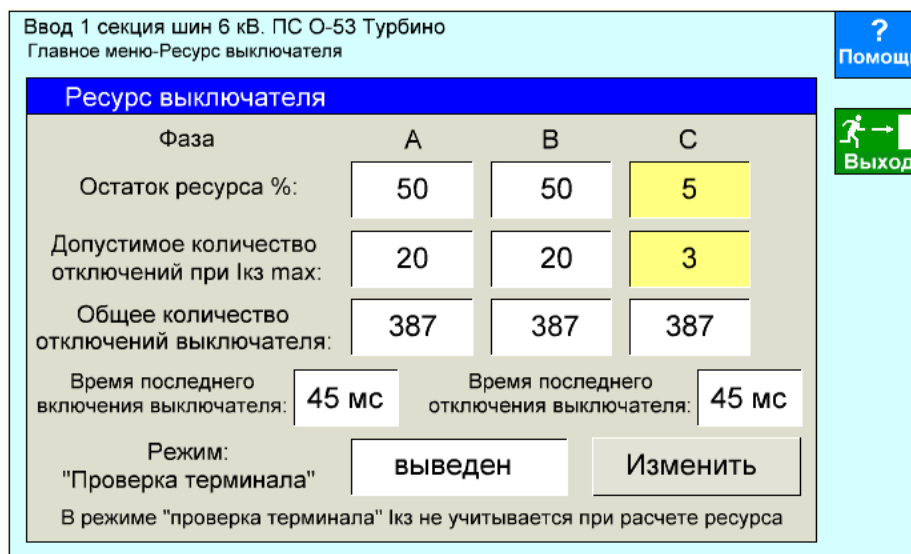 Ввод 1 секция шин 6 кВ. ПС О-53 Турбино
Главное меню-Ресурс выключателя
?
Помощь
Выход
Ресурс выключателя
Фаза A B C
Остаток ресурса %: 50 50 5
Допустимое количество
отключений при Iкз max: 20 20 3
Общее количество
отключений выключателя: 387 387 387
Время последнего
включения выключателя: 45 мс
Время последнего
отключения выключателя: 45 мс
Режим:
"Проверка терминала" выведен Изменить
В режиме "проверка терминала" Iкз не учитывается при расчете ресурса